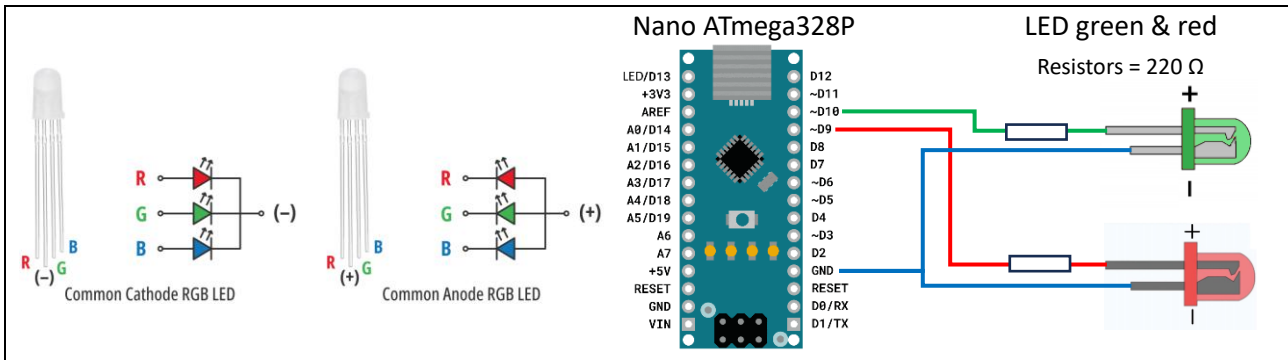 Nano ATmega328P
LED green & red
Resistors = 220 Ω
R
G
B
(–)
R
(–)
G
B
Common Cathode RGB LED
R
G
B
(+)
R
(+)
G
B
Common Anode RGB LED
LED/D13
+3V3
AREF
A0/D14
A1/D15
A2/D16
A3/D17
A4/D18
A5/D19
A6
A7
+5V
RESET
GND
VIN
D12
~D11
~D10
~D9
D8
D7
~D6
~D5
D4
~D3
D2
GND
RESET
D0/RX
D1/TX
+
–
+
–